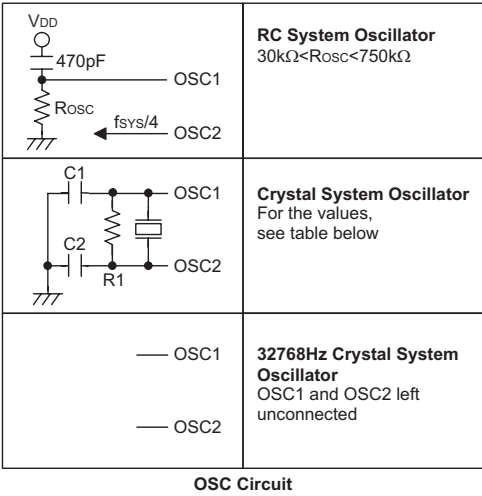 VDD
470pF
OSC1
ROSC
fSYS/4
OSC2
RC System Oscillator
30kΩ<ROSC<750kΩ
C1
OSC1
C2
OSC2
R1
Crystal System Oscillator
For the values,
see table below
OSC1
OSC2
32768Hz Crystal System
Oscillator
OSC1 and OSC2 left
unconnected
OSC Circuit